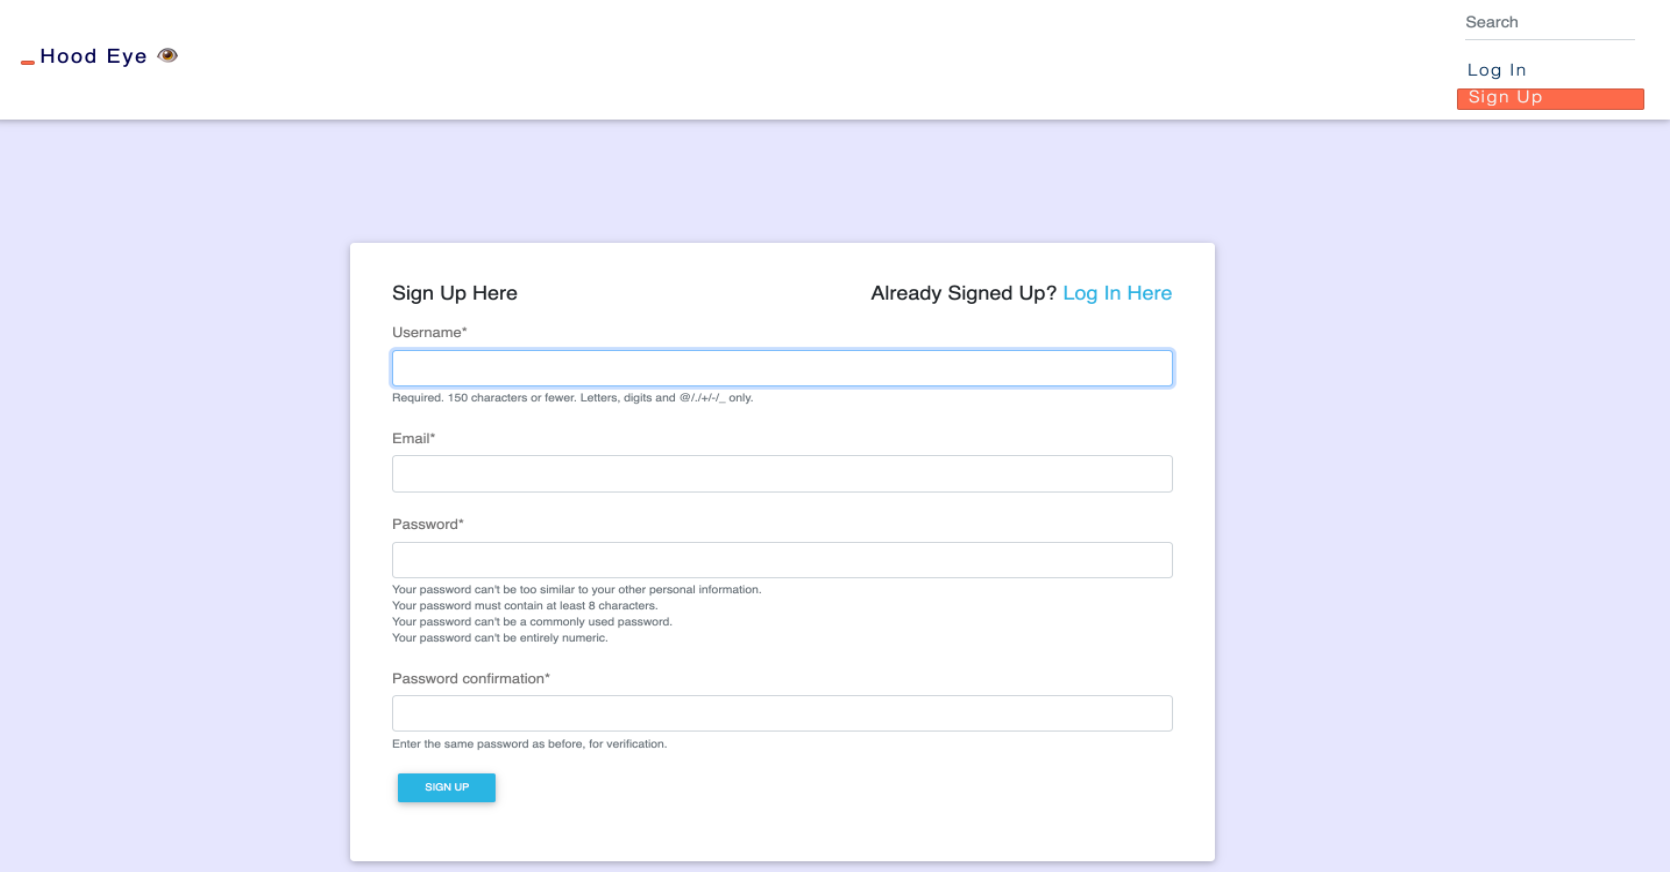 _ Hood Eye 👁️
Search
Log In
Sign Up
Sign Up Here
Already Signed Up? Log In Here
Username*
Required. 150 characters or fewer. Letters, digits and @/./+/-/_ only.
Email*
Password*
Your password can't be too similar to your other personal information.
Your password must contain at least 8 characters.
Your password can't be a commonly used password.
Your password can't be entirely numeric.
Password confirmation*
Enter the same password as before, for verification.
SIGN UP